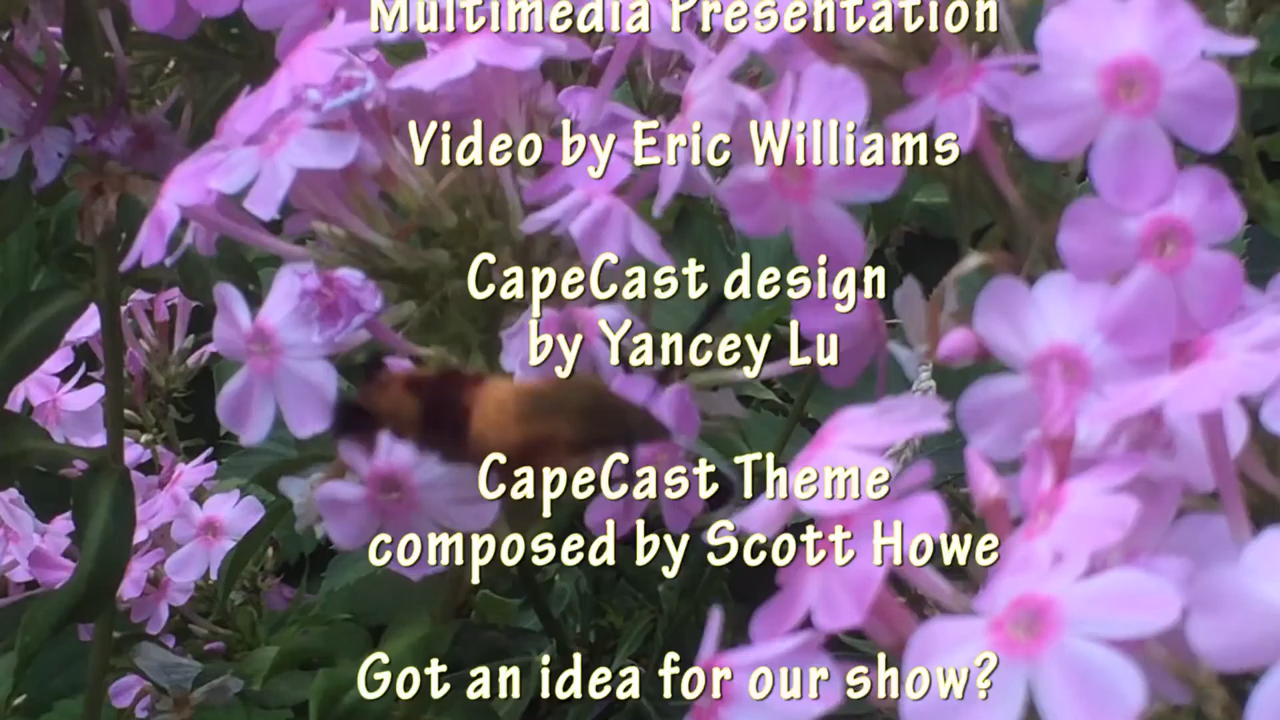 Multimedia Presentation
Video by Eric Williams
CapeCast design
by Yancey Lu
CapeCast Theme
composed by Scott Howe
Got an idea for our show?